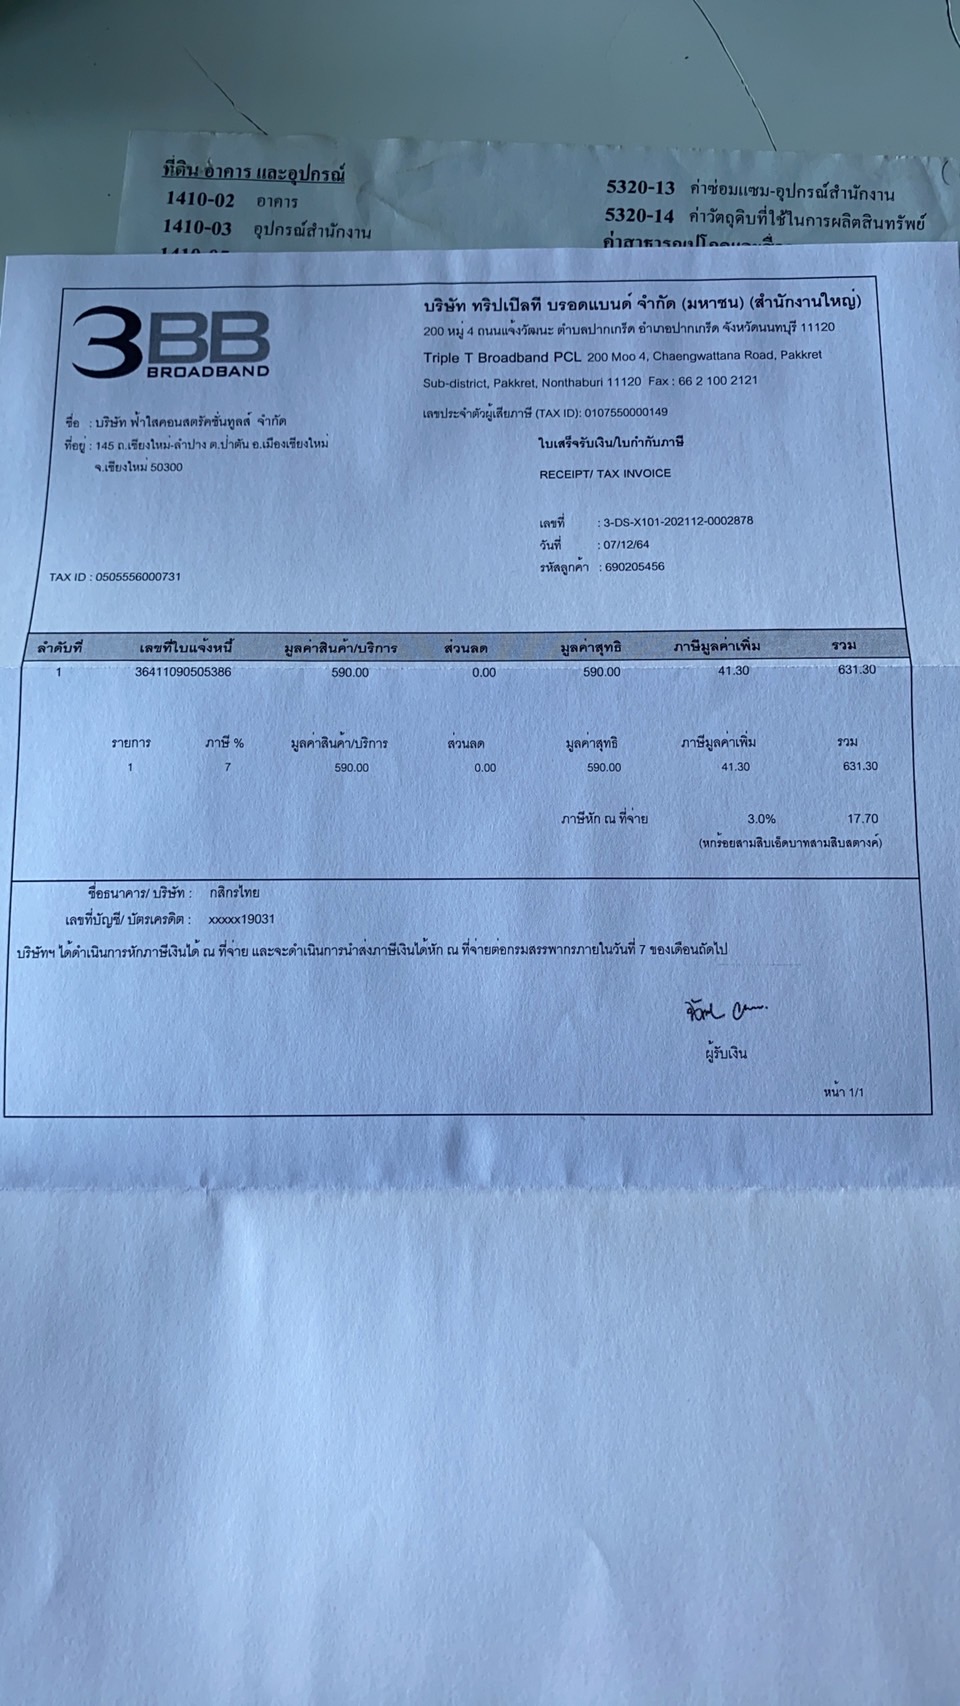 ที่ดิน อาคาร และอุปกรณ์
1410-02 อาคาร
1410-03 อุปกรณ์สำนักงาน
5320-13 ค่าซ่อมแซม-อุปกรณ์สำนักงาน
5320-14 ค่าวัตถุดิบที่ใช้ในการผลิตสินทรัพย์
3BB
BROADBAND
บริษัท ทริปเปิลที บรอดแบนด์ จำกัด (มหาชน) (สำนักงานใหญ่)
200 หมู่ 4 ถนนแจ้งวัฒนะ ตำบลปากเกร็ด อำเภอปากเกร็ด จังหวัดนนทบุรี 11120
Triple T Broadband PCL 200 Moo 4, Chaengwattana Road, Pakkret
Sub-district, Pakkret, Nonthaburi 11120 Fax : 66 2 100 2121
เลขประจำตัวผู้เสียภาษี (TAX ID): 0107550000149
ชื่อ : บริษัท ฟ้าใสคอนสตรัคชั่นทูลส์ จำกัด
ที่อยู่ : 145 ถ.เชียงใหม่-ลำปาง ต.ป่าตัน อ.เมืองเชียงใหม่
จ.เชียงใหม่ 50300
ใบเสร็จรับเงิน/ใบกำกับภาษี
RECEIPT/ TAX INVOICE
เลขที่ : 3-DS-X101-202112-0002878
วันที่ : 07/12/64
รหัสลูกค้า : 690205456
TAX ID : 0505556000731
ลำดับที่ เลขที่ใบแจ้งหนี้ มูลค่าสินค้า/บริการ ส่วนลด มูลค่าสุทธิ ภาษีมูลค่าเพิ่ม รวม
1 36411090505386 590.00 0.00 590.00 41.30 631.30
รายการ ภาษี % มูลค่าสินค้า/บริการ ส่วนลด มูลค่าสุทธิ ภาษีมูลค่าเพิ่ม รวม
1 7 590.00 0.00 590.00 41.30 631.30
ภาษีหัก ณ ที่จ่าย 3.0% 17.70
(หกร้อยสามสิบเอ็ดบาทสามสิบสตางค์)
ชื่อธนาคาร/ บริษัท : กสิกรไทย
เลขที่บัญชี/ บัตรเครดิต : xxxxx19031
บริษัทฯ ได้ดำเนินการหักภาษีเงินได้ ณ ที่จ่าย และจะดำเนินการนำส่งภาษีเงินได้หัก ณ ที่จ่ายต่อกรมสรรพากรภายในวันที่ 7 ของเดือนถัดไป
ผู้รับเงิน
หน้า 1/1